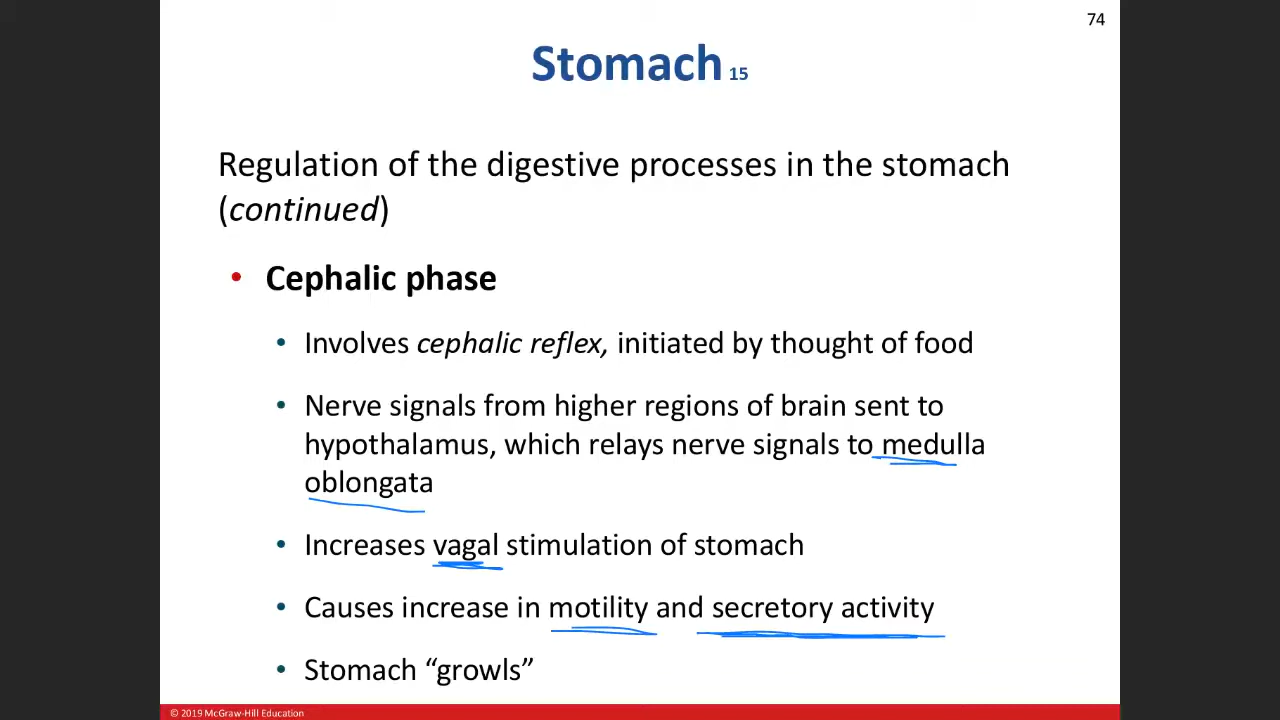 74
Stomach 15
Regulation of the digestive processes in the stomach
(continued)
• Cephalic phase
• Involves cephalic reflex, initiated by thought of food
• Nerve signals from higher regions of brain sent to
hypothalamus, which relays nerve signals to medulla
oblongata
• Increases vagal stimulation of stomach
• Causes increase in motility and secretory activity
• Stomach “growls”
© 2019 McGraw-Hill Education